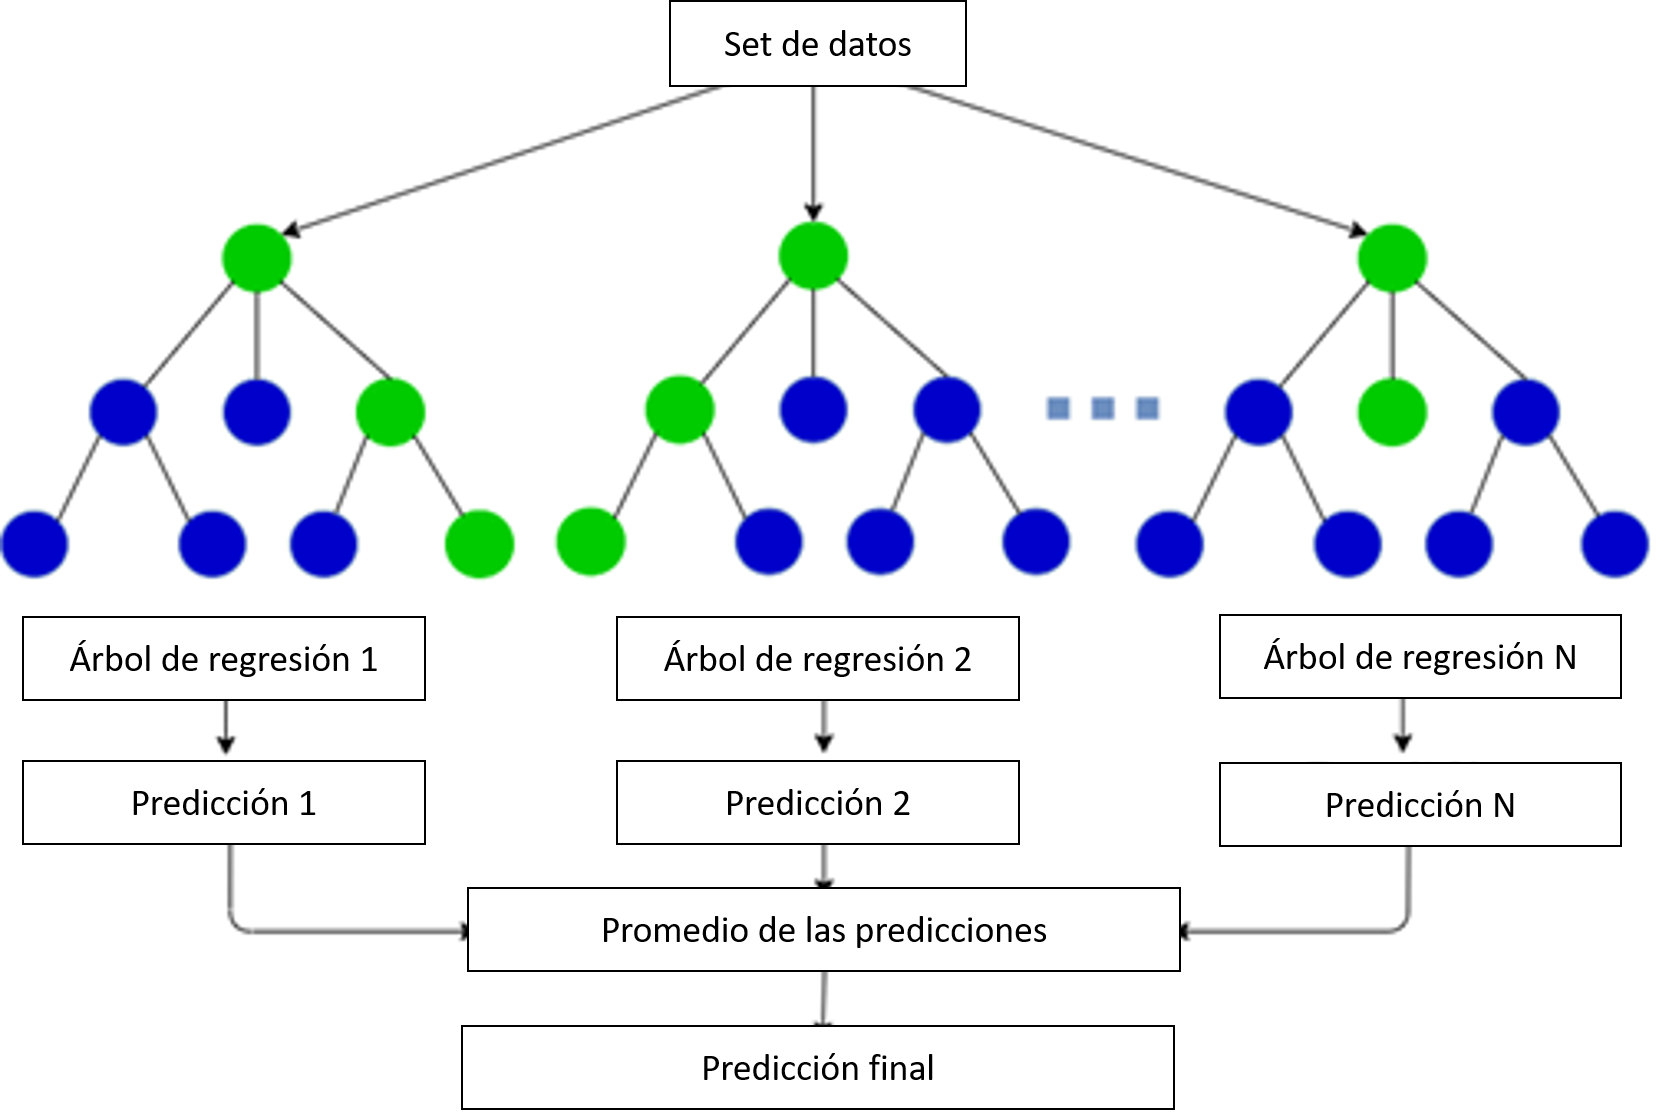 Set de datos
Árbol de regresión 1
Árbol de regresión 2
Árbol de regresión N
Predicción 1
Predicción 2
Predicción N
Promedio de las predicciones
Predicción final